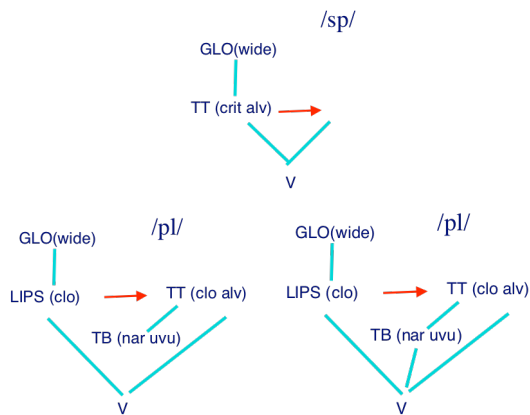 /sp/
GLO(wide)
TT (crit alv)
V
/pl/
GLO(wide)
LIPS (clo)
TT (clo alv)
TB (nar uvu)
V
/pl/
GLO(wide)
LIPS (clo)
TT (clo alv)
TB (nar uvu)
V